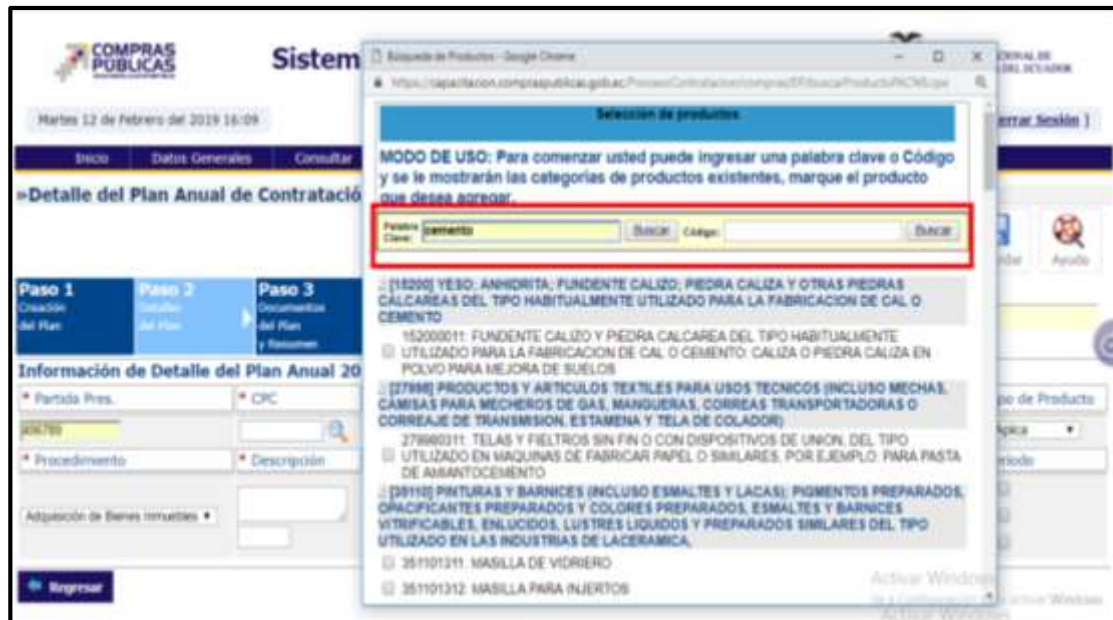 COMPRAS
PÚBLICAS
Sistem
Martes 12 de Febrero del 2019 16:09
errar Sesión ]
Inicio Datos Generales Consultar
»Detalle del Plan Anual de Contratació
Ayuda
Paso 1
Creación
del Plan
Paso 2
Detalles
del Plan
Paso 3
Documentos
del Plan
y Resumen
Información de Detalle del Plan Anual 20
* Partida Pres.
* CPC
po de Producto
Aplica
* Procedimiento
* Descripción
eriodo
Adquisición de Bienes Inmuebles
Regresar
Búsqueda de Productos - Google Chrome
Selección de productos
MODO DE USO: Para comenzar usted puede ingresar una palabra clave o Código
y se le mostrarán las categorías de productos existentes, marque el producto
que desea agregar.
Palabra
Clave: cemento Buscar Código: Buscar
.: [15200] YESO; ANHIDRITA; FUNDENTE CALIZO; PIEDRA CALIZA Y OTRAS PIEDRAS
CALCAREAS DEL TIPO HABITUALMENTE UTILIZADO PARA LA FABRICACION DE CAL O
CEMENTO
152000011: FUNDENTE CALIZO Y PIEDRA CALCAREA DEL TIPO HABITUALMENTE
UTILIZADO PARA LA FABRICACION DE CAL O CEMENTO: CALIZA O PIEDRA CALIZA EN
POLVO PARA MEJORA DE SUELOS
.: [27998] PRODUCTOS Y ARTICULOS TEXTILES PARA USOS TECNICOS (INCLUSO MECHAS,
CAMISAS PARA MECHEROS DE GAS, MANGUERAS, CORREAS TRANSPORTADORAS O
CORREAJE DE TRANSMISION, ESTAMENA Y TELA DE COLADOR)
279980311: TELAS Y FIELTROS SIN FIN O CON DISPOSITIVOS DE UNION, DEL TIPO
UTILIZADO EN MAQUINAS DE FABRICAR PAPEL O SIMILARES, POR EJEMPLO: PARA PASTA
DE AMIANTOCEMENTO
.: [35110] PINTURAS Y BARNICES (INCLUSO ESMALTES Y LACAS); PIGMENTOS PREPARADOS,
OPACIFICANTES PREPARADOS Y COLORES PREPARADOS, ESMALTES Y BARNICES
VITRIFICABLES, ENLUCIDOS, LUSTRES LIQUIDOS Y PREPARADOS SIMILARES DEL TIPO
UTILIZADO EN LAS INDUSTRIAS DE LACERAMICA,
351101311: MASILLA DE VIDRIERO
351101312: MASILLA PARA INJERTOS
Activar Windows
Activar Windows